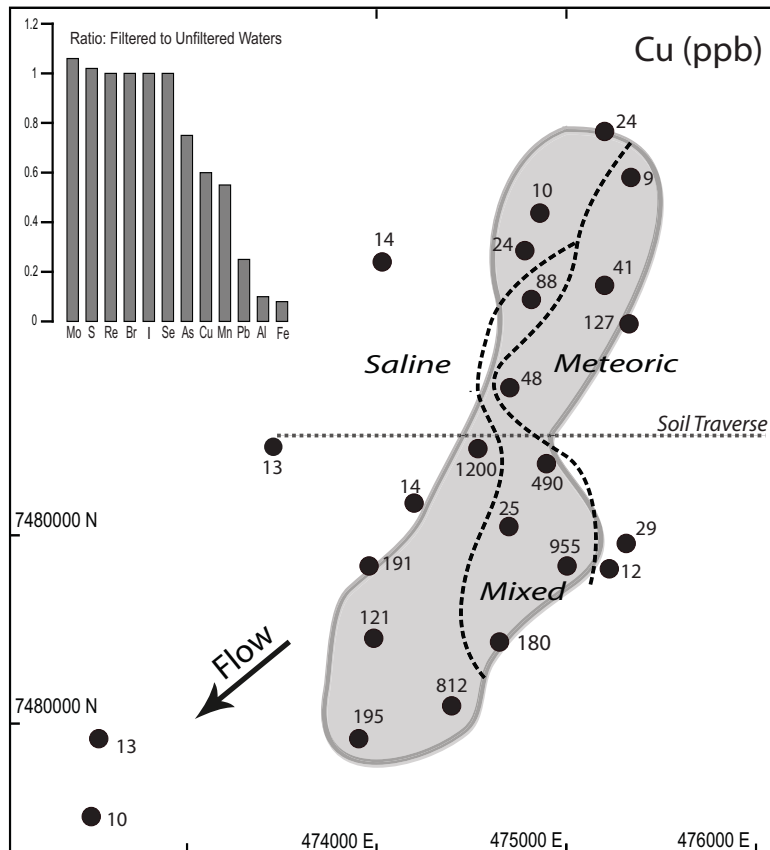 Cu (ppb)
Ratio: Filtered to Unfiltered Waters
1.2
1
0.8
0.6
0.4
0.2
0
Mo S Re Br I Se As Cu Mn Pb Al Fe
24
9
10
14
24
41
88
127
Saline
Meteoric
48
Soil Traverse
13
1200
490
14
7480000 N
25
29
955
12
191
Mixed
121
180
Flow
812
7480000 N
195
13
10
474000 E
475000 E
476000 E